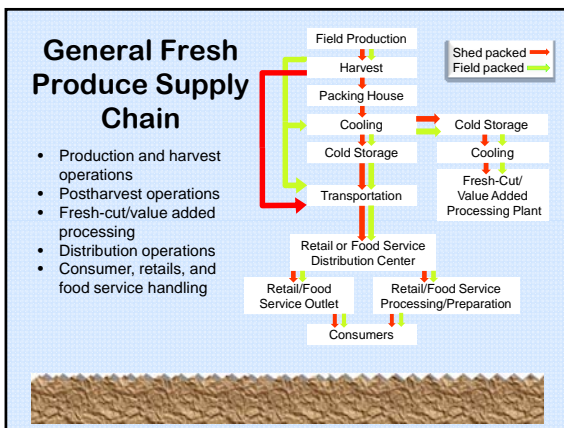 General Fresh
Produce Supply
Chain
• Production and harvest
operations
• Postharvest operations
• Fresh-cut/value added
processing
• Distribution operations
• Consumer, retails, and
food service handling
Field Production
Harvest
Packing House
Cooling
Cold Storage
Transportation
Shed packed
Field packed
Cold Storage
Cooling
Fresh-Cut/
Value Added
Processing Plant
Retail or Food Service
Distribution Center
Retail/Food
Service Outlet
Retail/Food Service
Processing/Preparation
Consumers